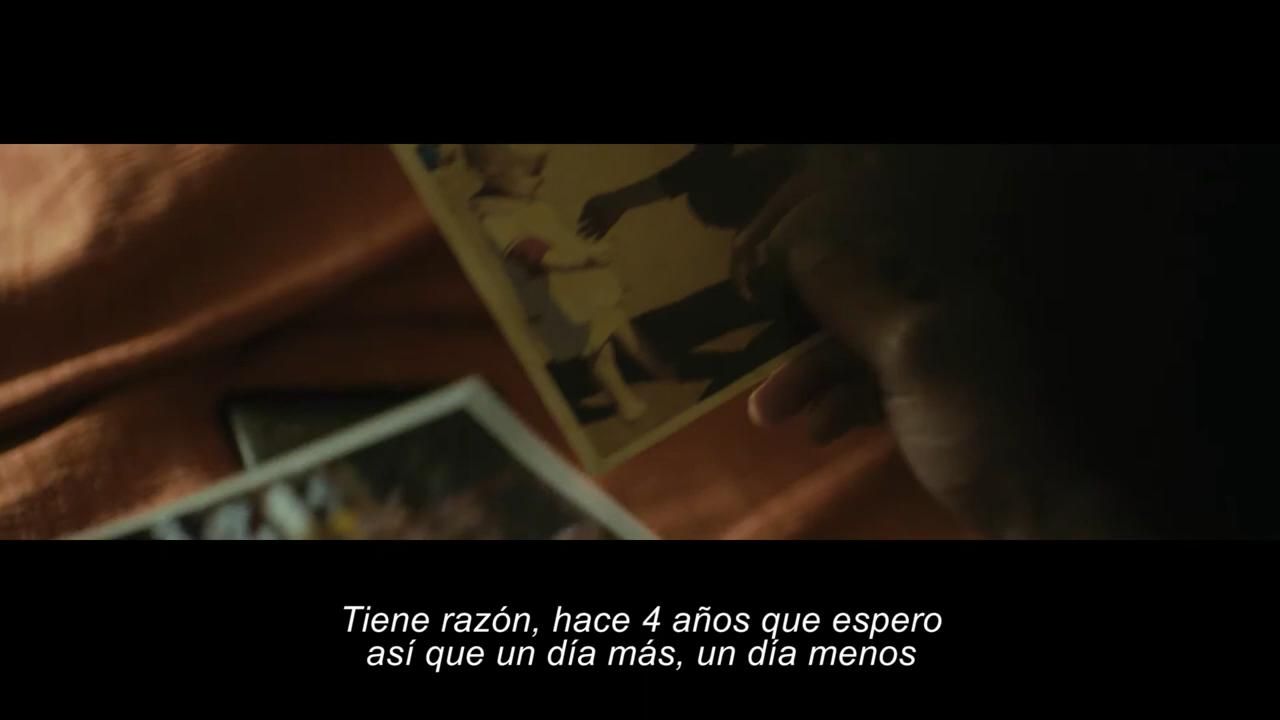 Tiene razón, hace 4 años que espero
así que un día más, un día menos